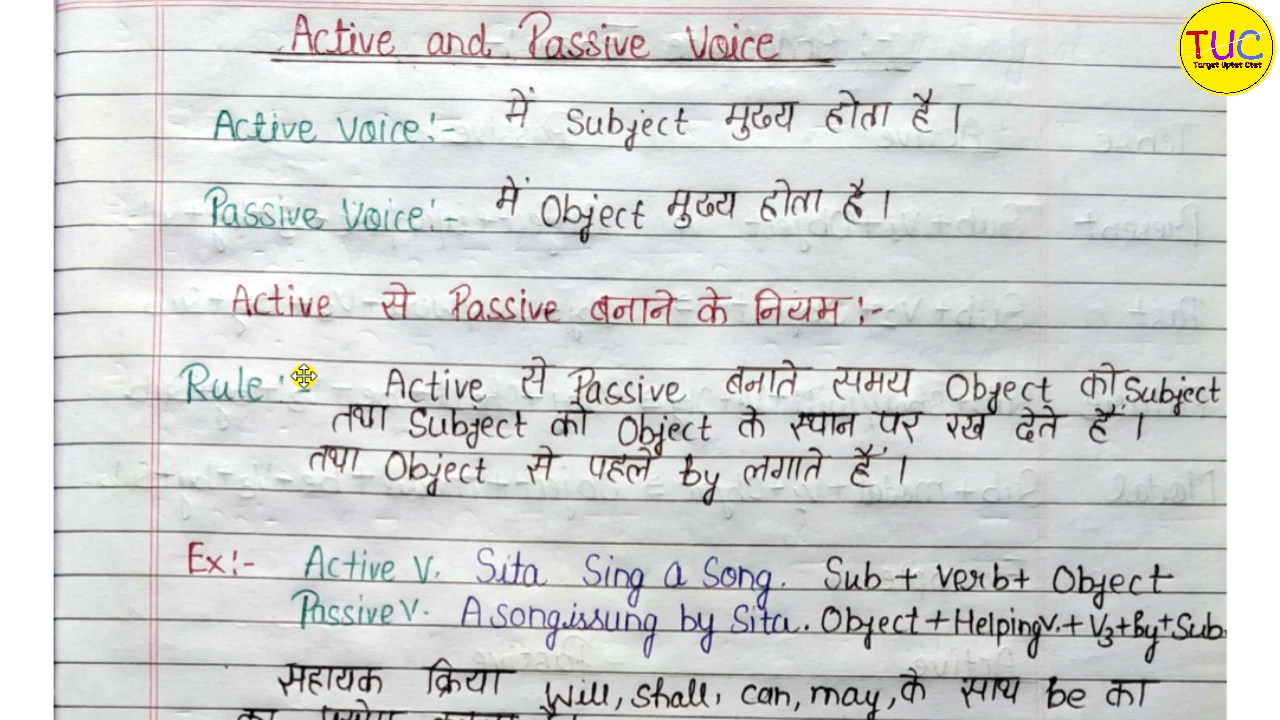 Active and Passive Voice
TUC
Target Uptet Ctet
Active Voice:- में Subject मुख्य होता है।
Passive Voice:- में Object मुख्य होता है।
Active से Passive बनाने के नियम:-
Rule:- Active से Passive बनाते समय Object को Subject
तथा Subject को Object के स्थान पर रख देते हैं।
तथा Object से पहले by लगाते हैं।
Ex:- Active V. Sita Sing a Song. Sub + Verb + Object
Passive V. A song is sung by Sita. Object + Helping v. + V3 + By + Sub.
सहायक क्रिया Will, Shall, can, may, के साथ be का